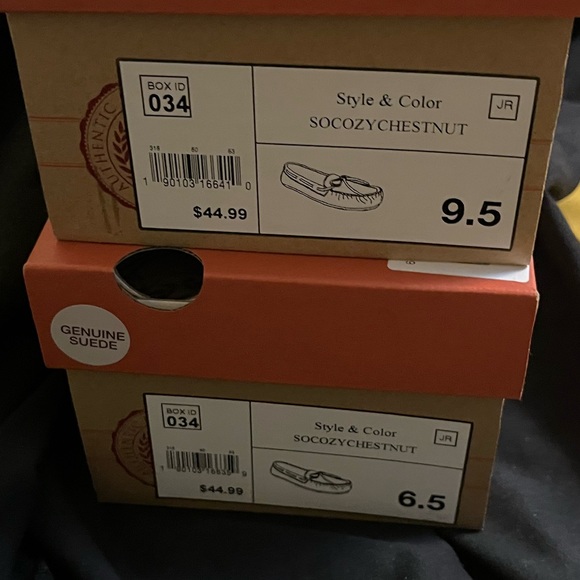 AUTHENTIC
BOX ID
034
Style & Color
JR
SOCOZYCHESTNUT
1 90103 16641 0
$44.99
9.5
GENUINE
SUEDE
BOX ID
034
Style & Color
JR
SOCOZYCHESTNUT
$44.99
6.5